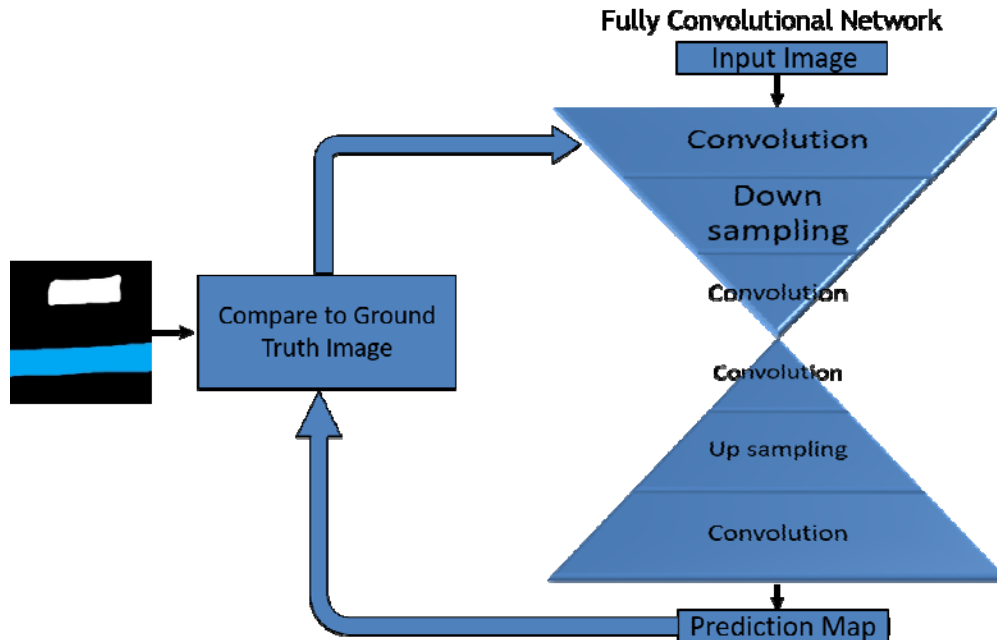 Fully Convolutional Network
Input Image
Convolution
Down
sampling
Convolution
Compare to Ground
Truth Image
Convolution
Up sampling
Convolution
Prediction Map